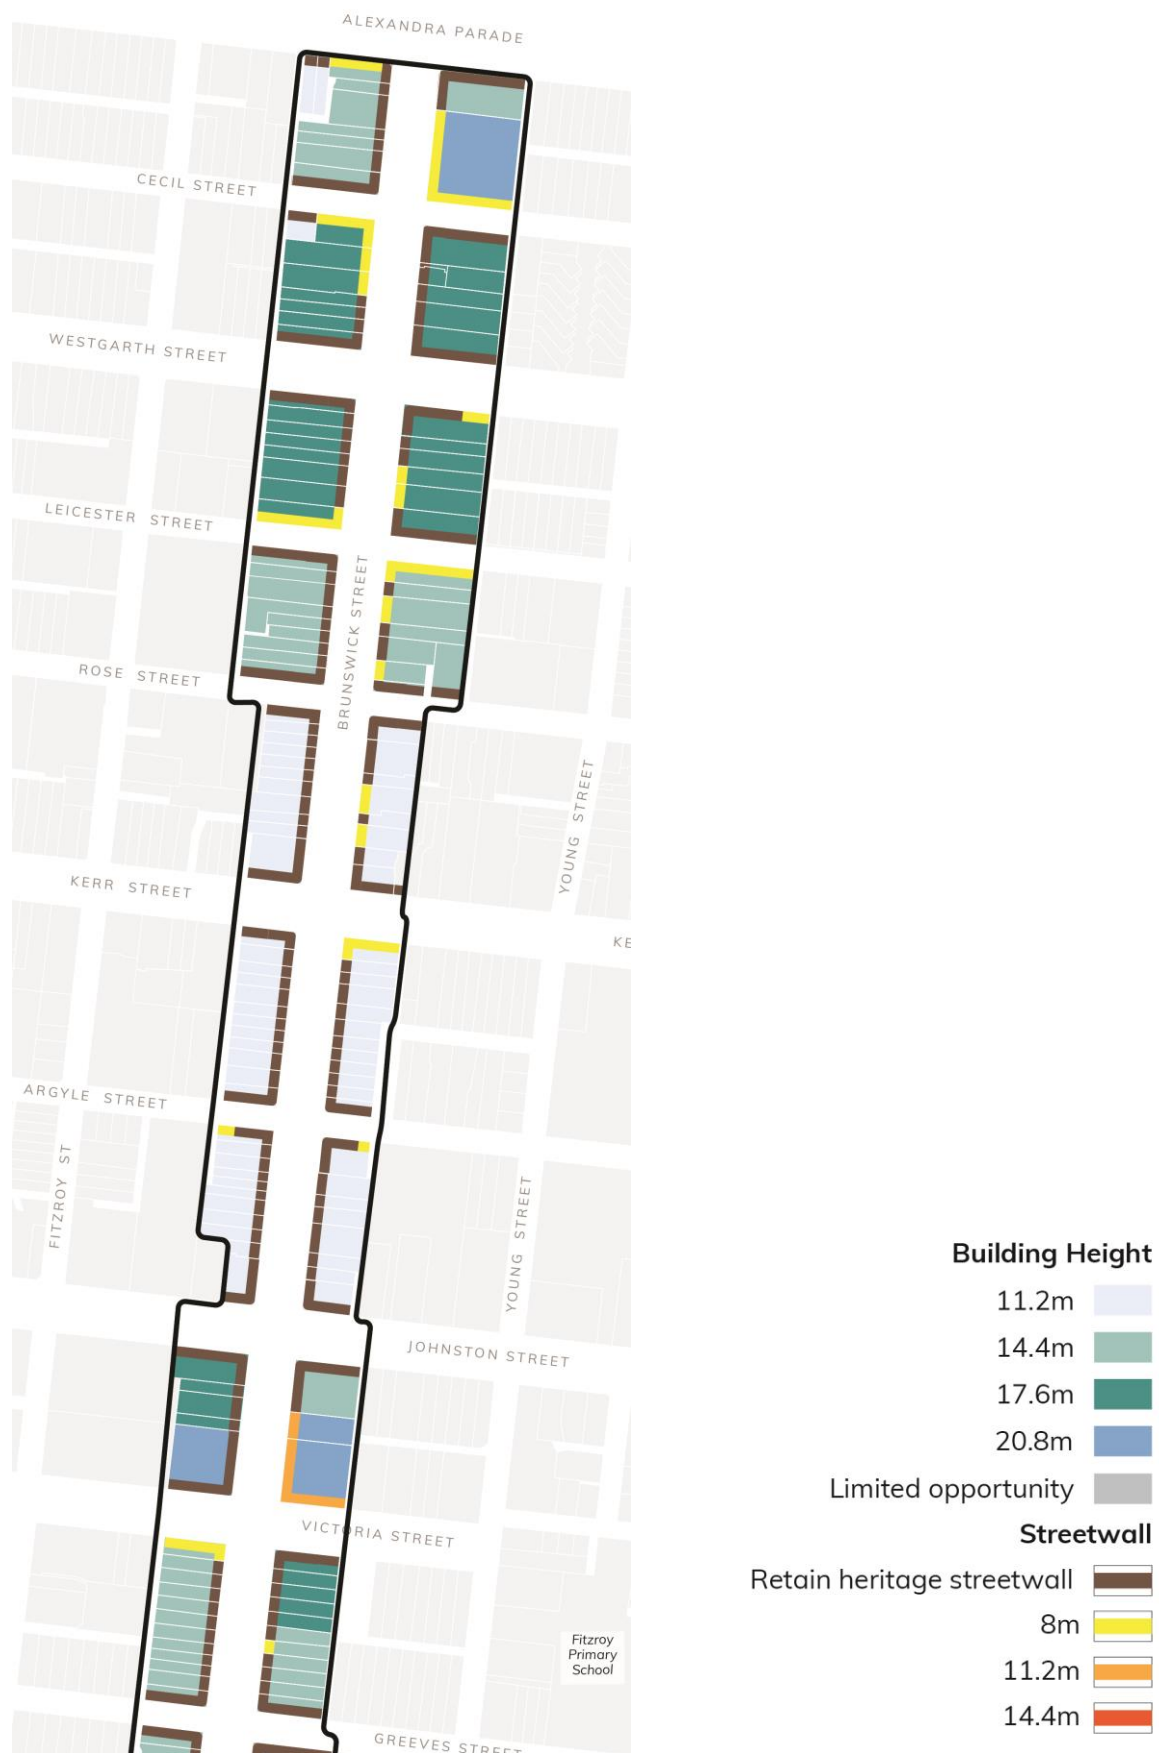 ALEXANDRA PARADE
CECIL STREET
WESTGARTH STREET
LEICESTER STREET
BRUNSWICK STREET
ROSE STREET
YOUNG STREET
KERR STREET
KE
ARGYLE STREET
FITZROY ST
YOUNG STREET
JOHNSTON STREET
VICTORIA STREET
Fitzroy
Primary
School
GREEVES STREET
Building Height
11.2m
14.4m
17.6m
20.8m
Limited opportunity
Streetwall
Retain heritage streetwall
8m
11.2m
14.4m